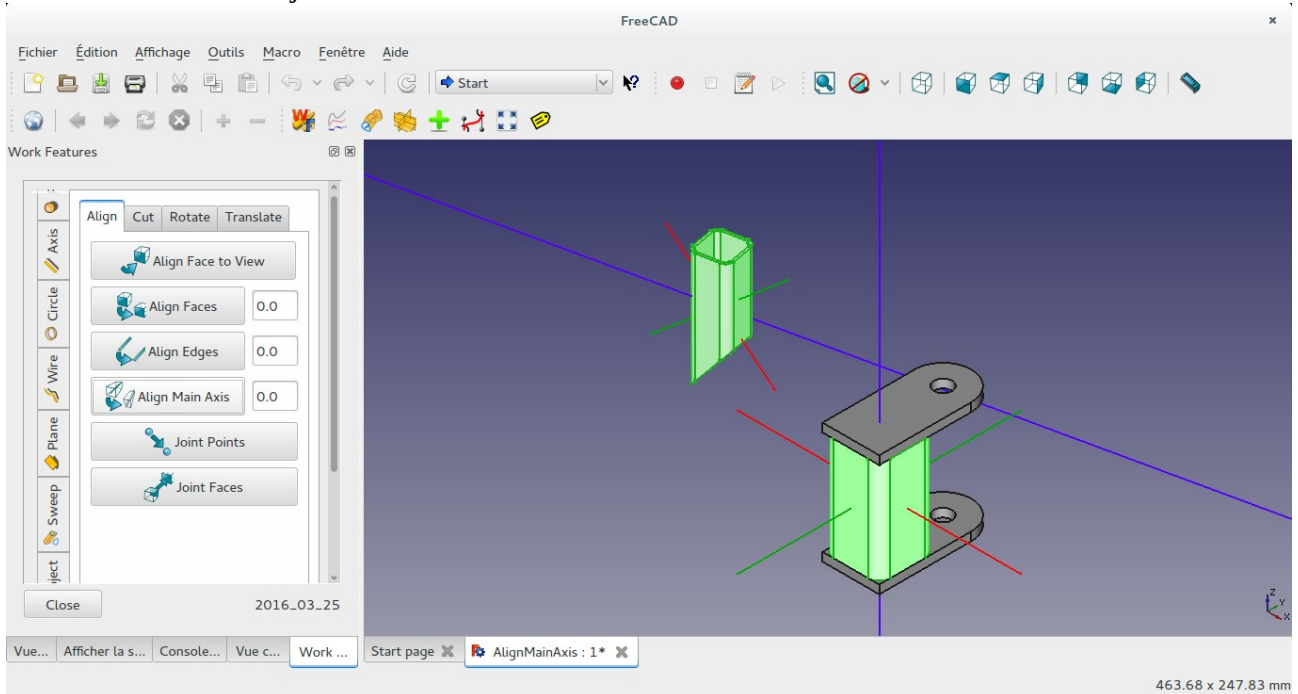 FreeCAD
Fichier Édition Affichage Outils Macro Fenêtre Aide
Start
Work Features
Align Cut Rotate Translate
Axis
Circle
Wire
Plane
Sweep
ject
Align Face to View
Align Faces 0.0
Align Edges 0.0
Align Main Axis 0.0
Joint Points
Joint Faces
Close 2016_03_25
Z
Y
X
Vue... Afficher la s... Console... Vue c... Work ... Start page AlignMainAxis : 1*
463.68 x 247.83 mm